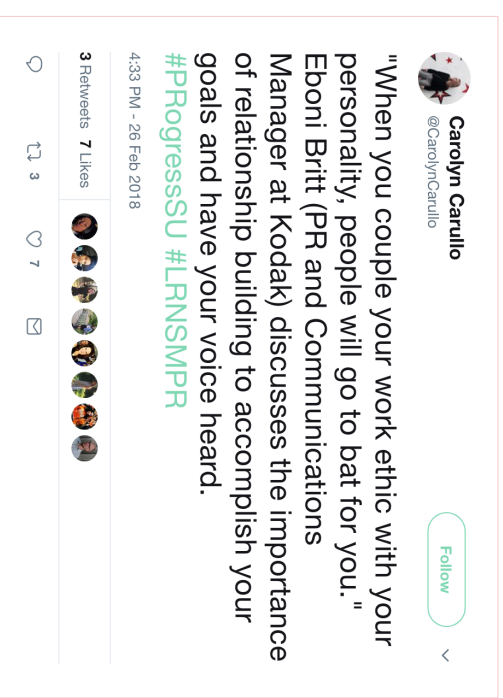 Carolyn Carullo
@CarolynCarullo
Follow
"When you couple your work ethic with your
personality, people will go to bat for you."
Eboni Britt (PR and Communications
Manager at Kodak) discusses the importance
of relationship building to accomplish your
goals and have your voice heard.
#PRogressSU #LRNSMPR
4:33 PM - 26 Feb 2018
3 Retweets 7 Likes
3 7